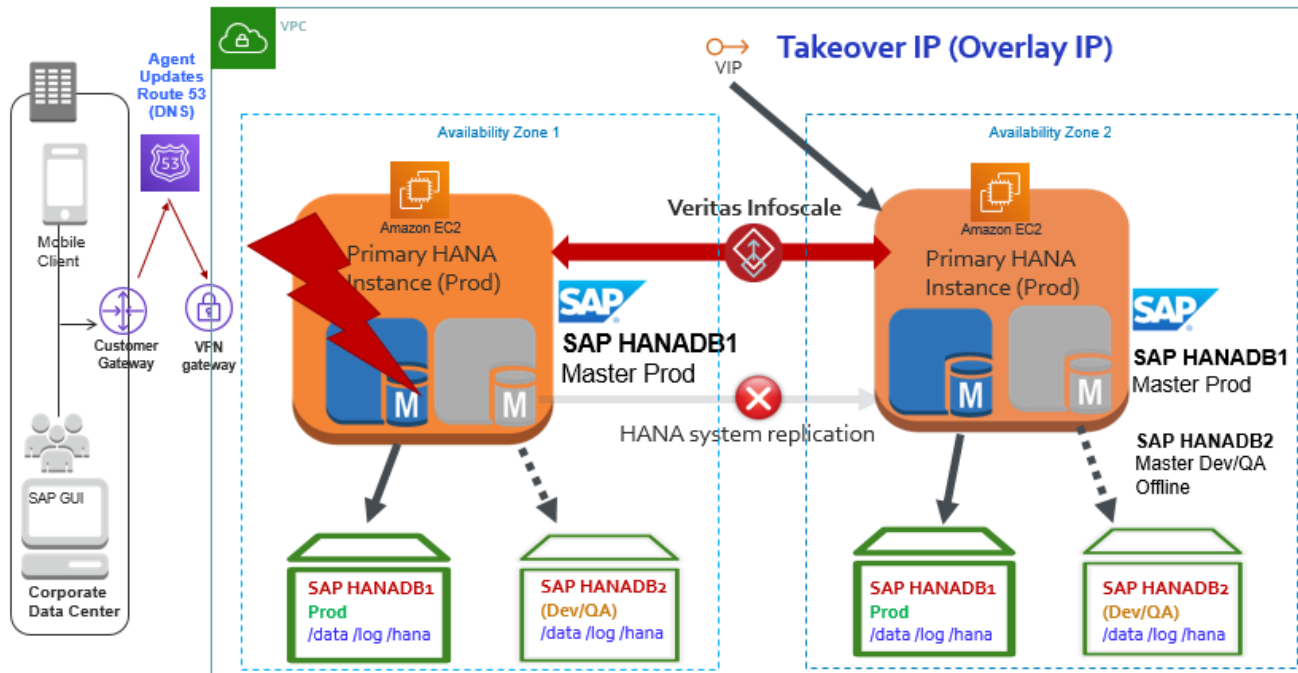 VPC
Takeover IP (Overlay IP)
VIP
Agent
Updates
Route 53
(DNS)
53
Mobile
Client
Customer
Gateway
VPN
gateway
SAP GUI
Corporate
Data Center
Availability Zone 1
Amazon EC2
Primary HANA
Instance (Prod)
M
M
SAP
SAP HANADB1
Master Prod
Veritas Infoscale
HANA system replication
SAP HANADB1
Prod
/data /log /hana
SAP HANADB2
(Dev/QA)
/data /log /hana
Availability Zone 2
Amazon EC2
Primary HANA
Instance (Prod)
M
M
SAP
SAP HANADB1
Master Prod
SAP HANADB2
Master Dev/QA
Offline
SAP HANADB1
Prod
/data /log /hana
SAP HANADB2
(Dev/QA)
/data /log /hana